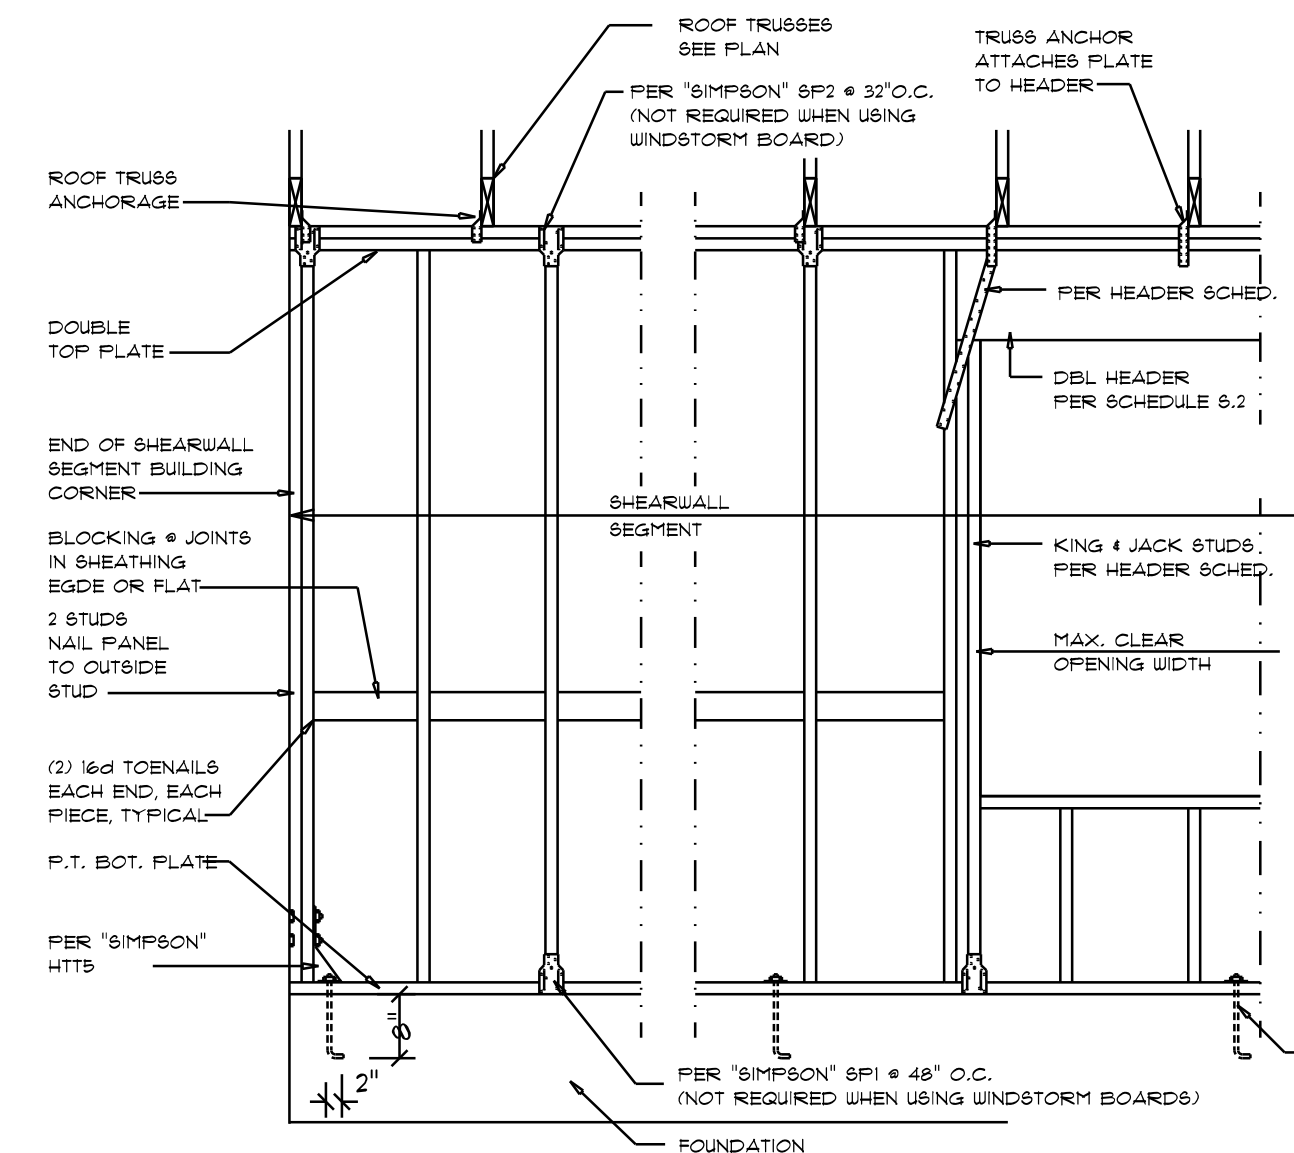 ROOF TRUSSES
SEE PLAN
TRUSS ANCHOR
ATTACHES PLATE
TO HEADER
PER "SIMPSON" SP2 @ 32"O.C.
(NOT REQUIRED WHEN USING
WINDSTORM BOARD)
ROOF TRUSS
ANCHORAGE
PER HEADER SCHED.
DOUBLE
TOP PLATE
DBL HEADER
PER SCHEDULE S.2
END OF SHEARWALL
SEGMENT BUILDING
CORNER
SHEARWALL
SEGMENT
BLOCKING @ JOINTS
IN SHEATHING
EGDE OR FLAT
KING & JACK STUDS
PER HEADER SCHED.
2 STUDS
NAIL PANEL
TO OUTSIDE
STUD
MAX. CLEAR
OPENING WIDTH
(2) 16d TOENAILS
EACH END, EACH
PIECE, TYPICAL
P.T. BOT. PLATE
PER "SIMPSON"
HTT5
8"
2"
PER "SIMPSON" SP1 @ 48" O.C.
(NOT REQUIRED WHEN USING WINDSTORM BOARDS)
FOUNDATION